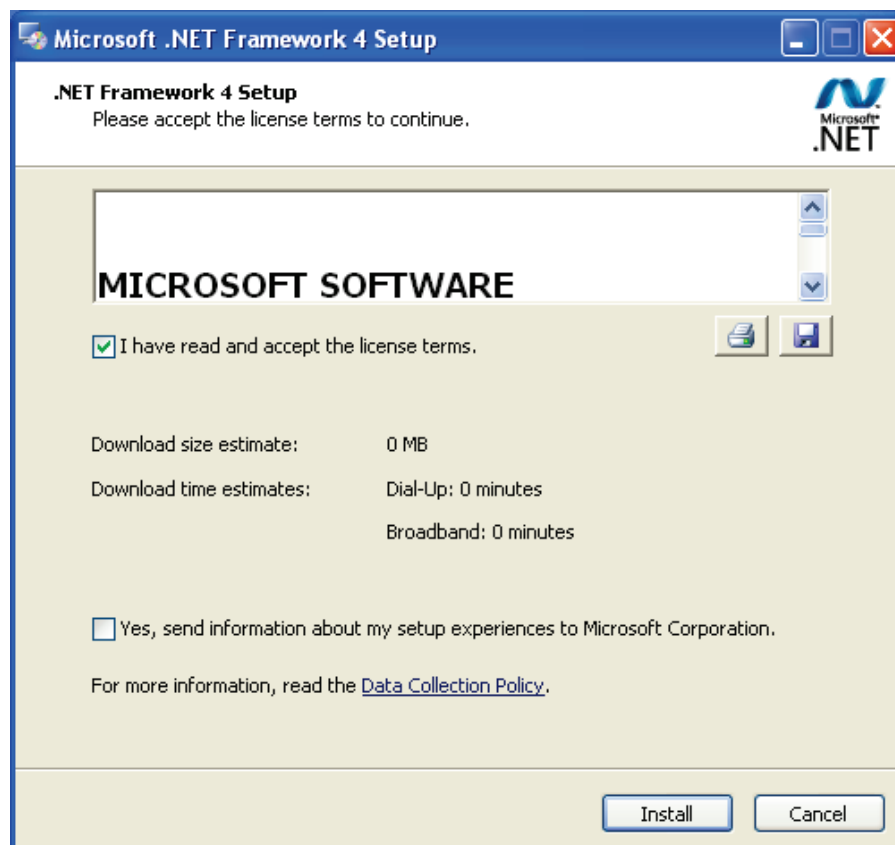 Microsoft .NET Framework 4 Setup
.NET Framework 4 Setup
Please accept the license terms to continue.
Microsoft®
.NET
MICROSOFT SOFTWARE
I have read and accept the license terms.
Download size estimate: 0 MB
Download time estimates: Dial-Up: 0 minutes
Broadband: 0 minutes
Yes, send information about my setup experiences to Microsoft Corporation.
For more information, read the Data Collection Policy.
Install Cancel